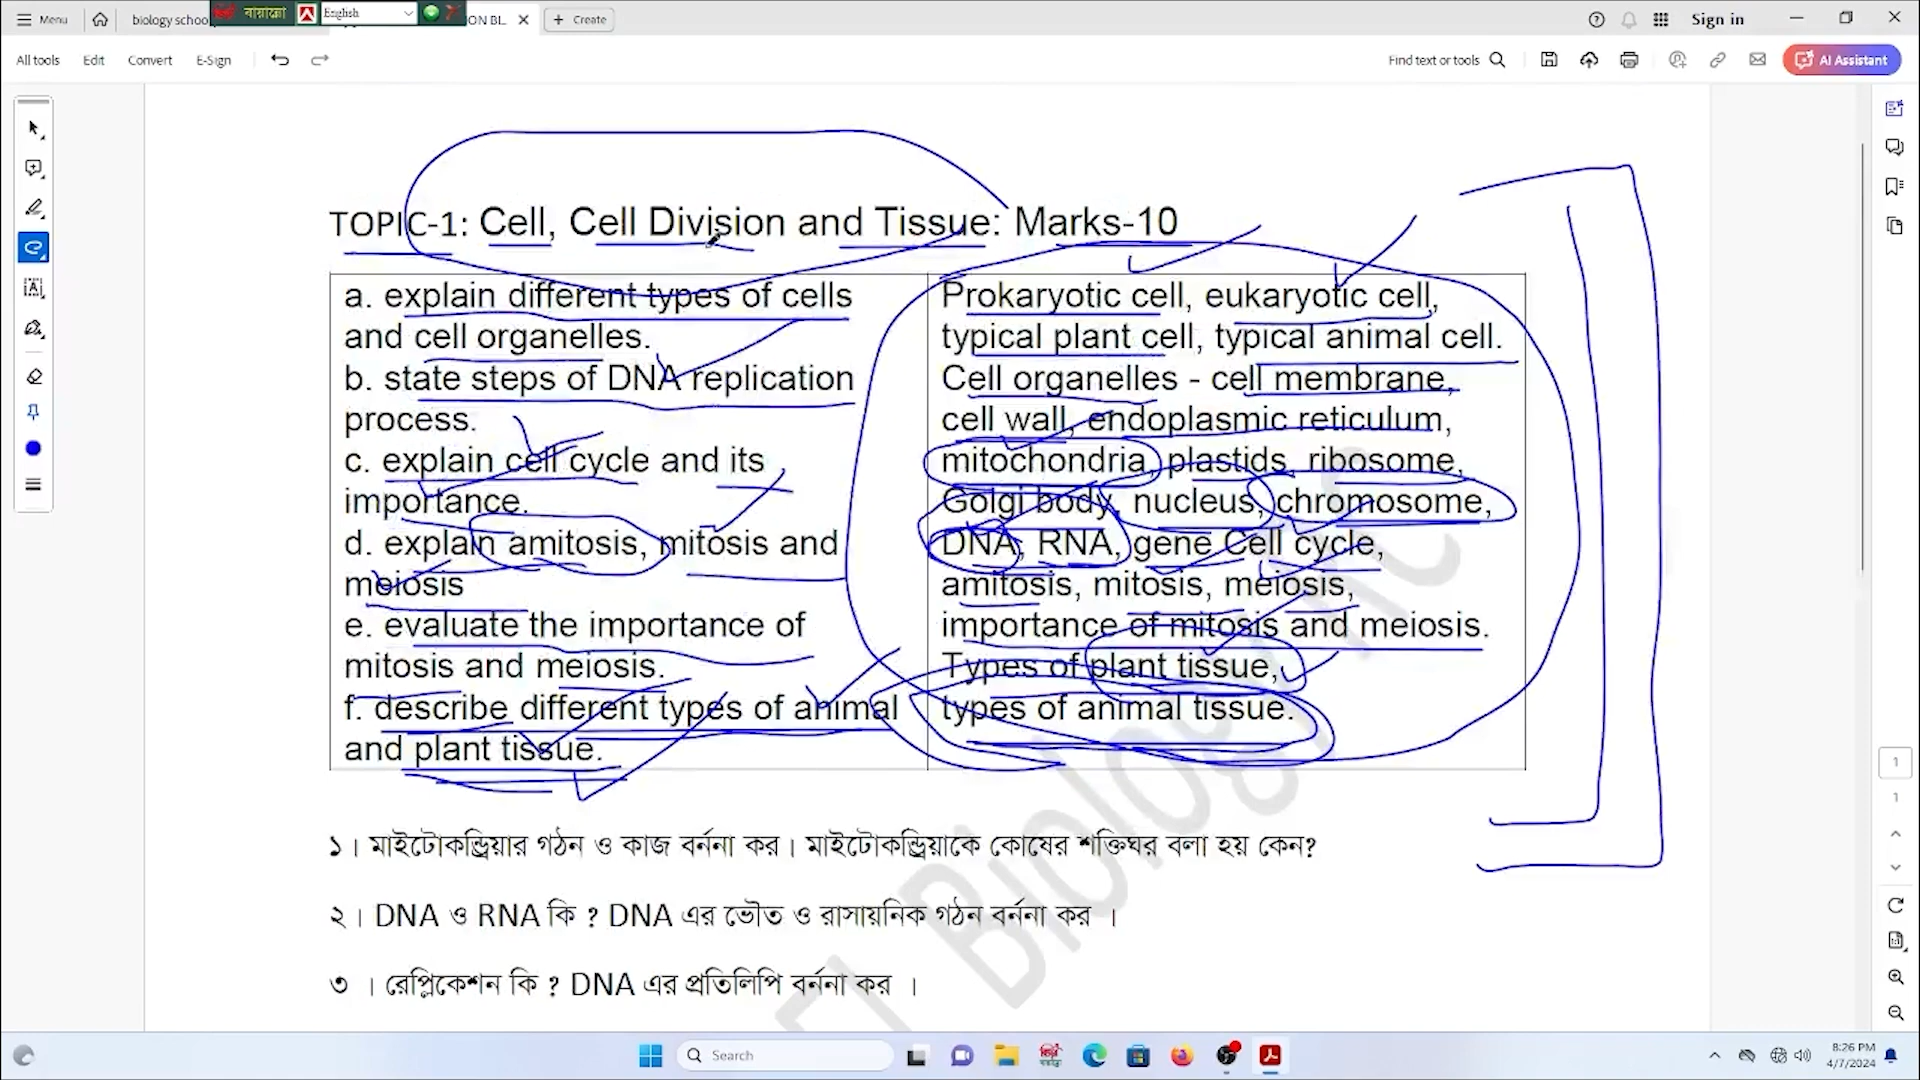 Menu
biology school
বায়ান্নো
English
ON BL..
+ Create
Sign in
All tools Edit Convert E-Sign
Find text or tools
AI Assistant
TOPIC-1: Cell, Cell Division and Tissue: Marks-10
a. explain different types of cells
and cell organelles.
b. state steps of DNA replication
process.
c. explain cell cycle and its
importance.
d. explain amitosis, mitosis and
meiosis
e. evaluate the importance of
mitosis and meiosis.
f. describe different types of animal
and plant tissue.
Prokaryotic cell, eukaryotic cell,
typical plant cell, typical animal cell.
Cell organelles - cell membrane,
cell wall, endoplasmic reticulum,
mitochondria, plastids, ribosome,
Golgi body, nucleus, chromosome,
DNA, RNA, gene Cell cycle,
amitosis, mitosis, meiosis,
importance of mitosis and meiosis.
Types of plant tissue,
types of animal tissue.
১। মাইটোকন্ড্রিয়ার গঠন ও কাজ বর্ননা কর। মাইটোকন্ড্রিয়াকে কোষের শক্তিঘর বলা হয় কেন?
২। DNA ও RNA কি ? DNA এর ভৌত ও রাসায়নিক গঠন বর্ননা কর ।
৩ । রেপ্লিকেশন কি ? DNA এর প্রতিলিপি বর্ননা কর ।
Biology
1
1
Search
8:26 PM
4/7/2024